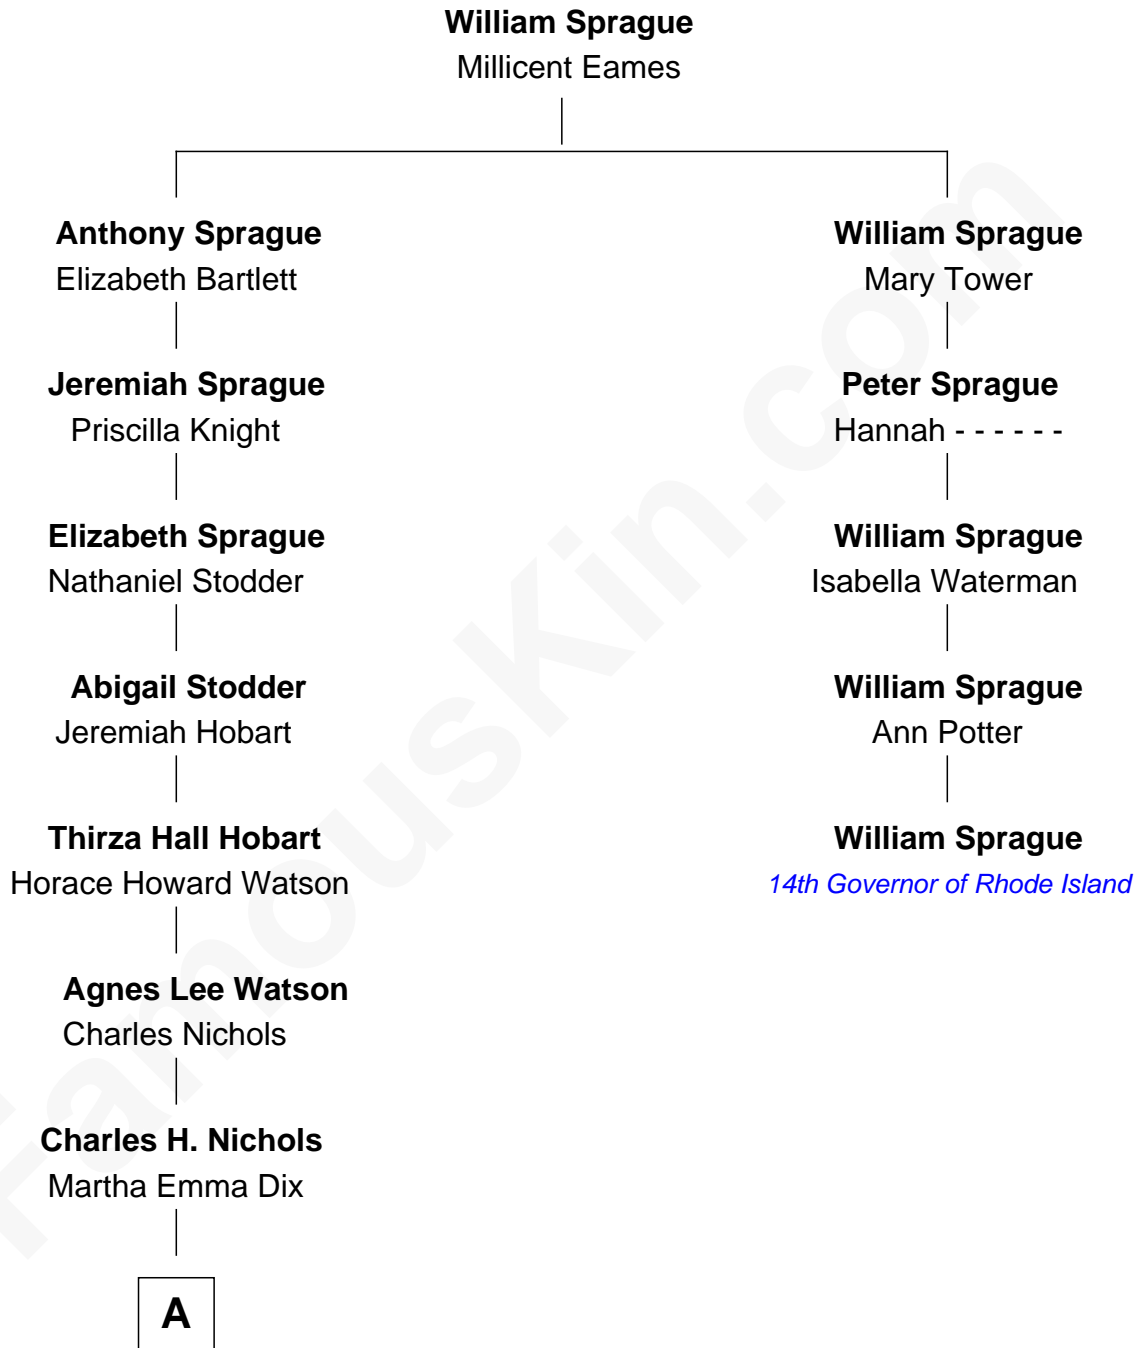 William Sprague
Millicent Eames
Anthony Sprague
Elizabeth Bartlett
William Sprague
Mary Tower
Jeremiah Sprague
Priscilla Knight
Peter Sprague
Hannah - - - - - -
Elizabeth Sprague
Nathaniel Stodder
William Sprague
Isabella Waterman
Abigail Stodder
Jeremiah Hobart
William Sprague
Ann Potter
Thirza Hall Hobart
Horace Howard Watson
William Sprague
14th Governor of Rhode Island
Agnes Lee Watson
Charles Nichols
Charles H. Nichols
Martha Emma Dix
A
FamousKin.com